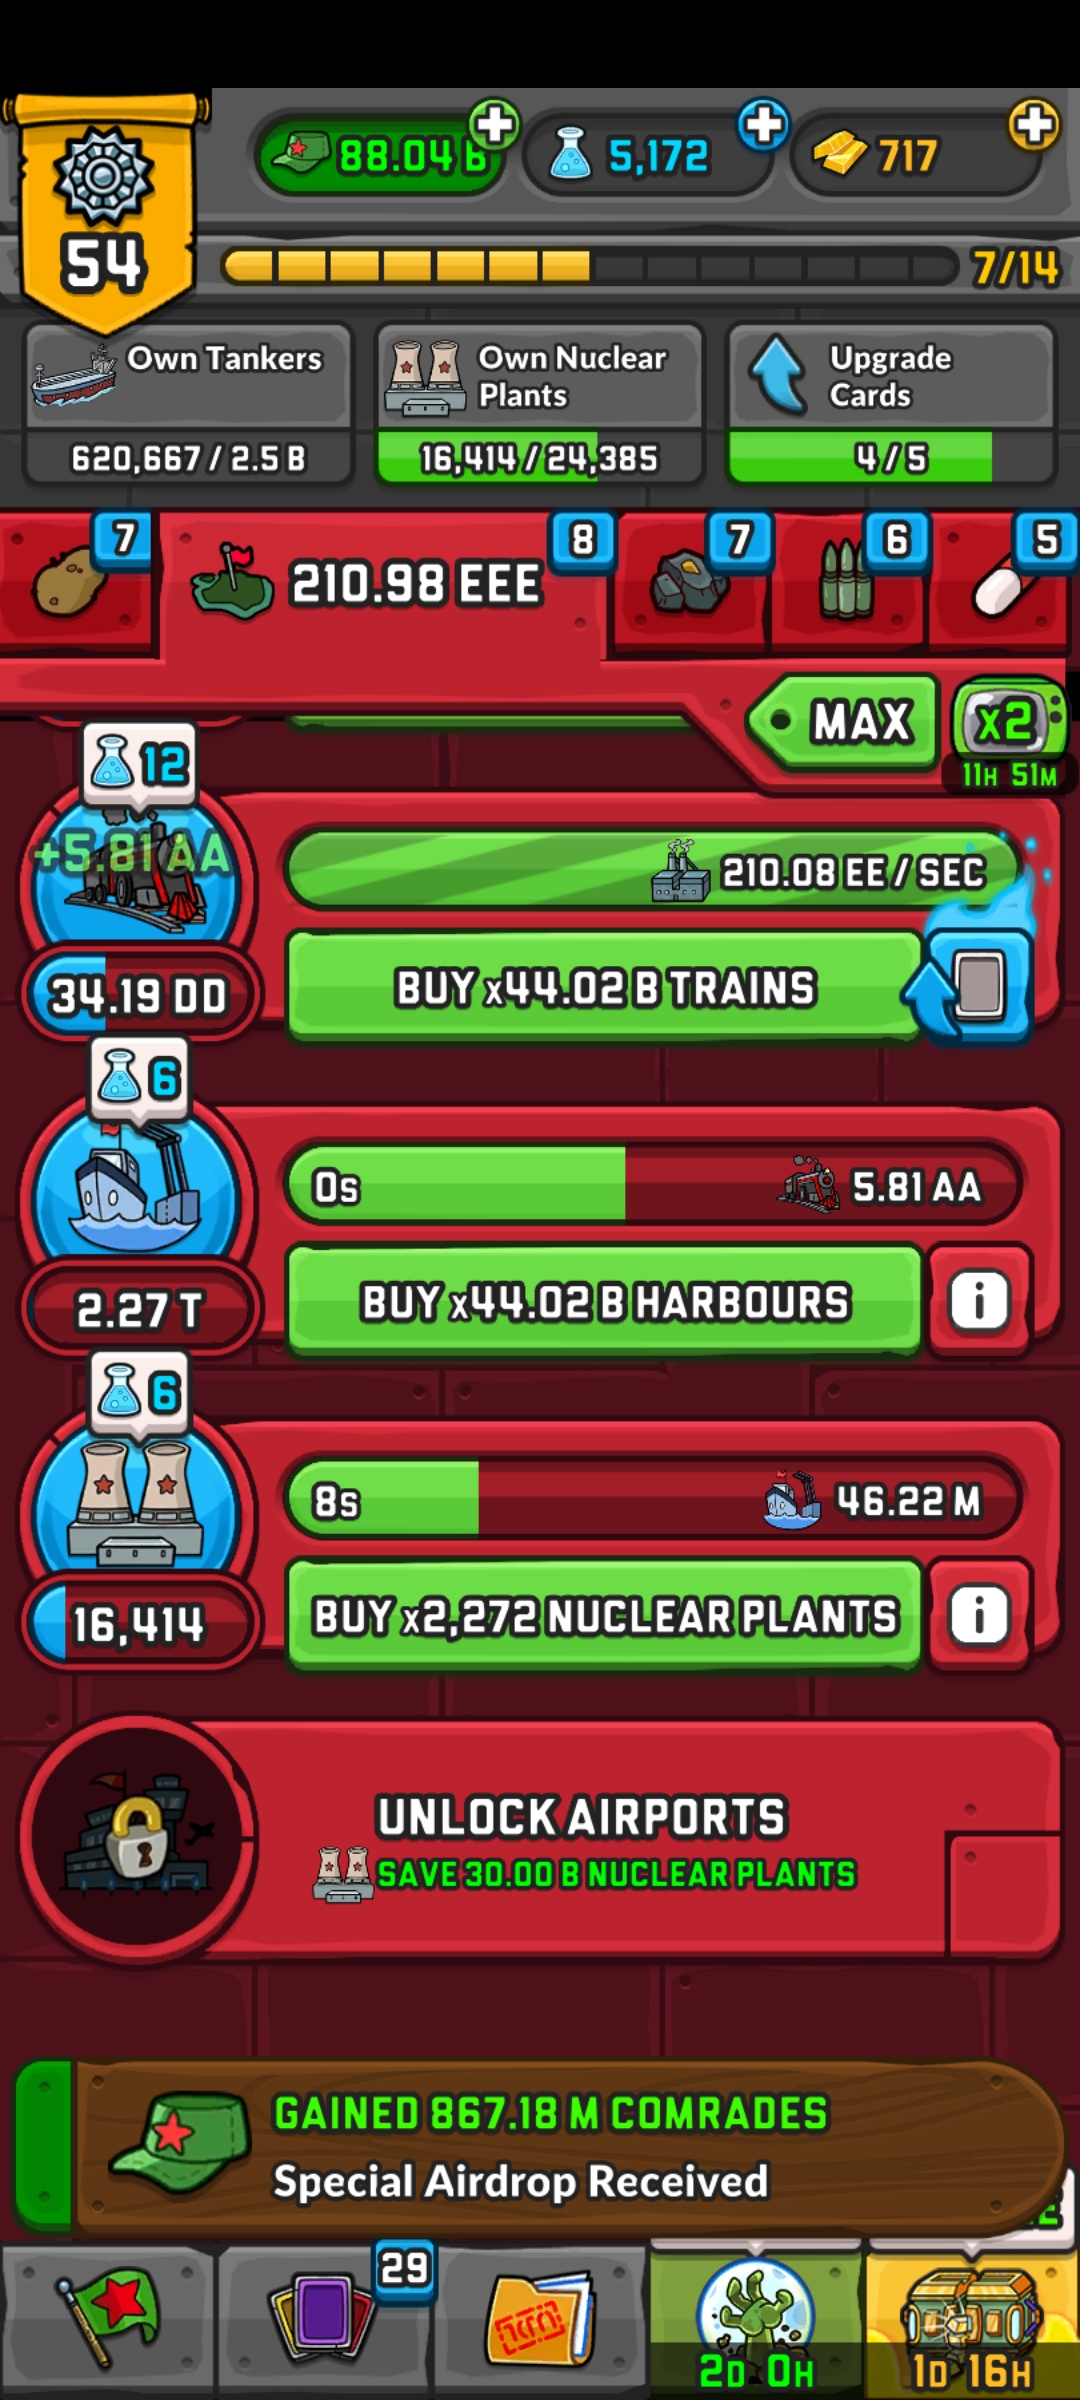 88.04 B
5,172
717
54
7/14
Own Tankers
620,667 / 2.5 B
Own Nuclear
Plants
16,414 / 24,385
Upgrade
Cards
4 / 5
7
210.98 EEE
8
7
6
5
MAX
x2
11H 51M
12
+5.81 AA
210.08 EE / SEC
34.19 DD
BUY x44.02 B TRAINS
6
0s
5.81 AA
2.27 T
BUY x44.02 B HARBOURS
i
6
8s
46.22 M
16,414
BUY x2,272 NUCLEAR PLANTS
i
UNLOCK AIRPORTS
SAVE 30.00 B NUCLEAR PLANTS
GAINED 867.18 M COMRADES
Special Airdrop Received
29
2D 0H
1D 16H